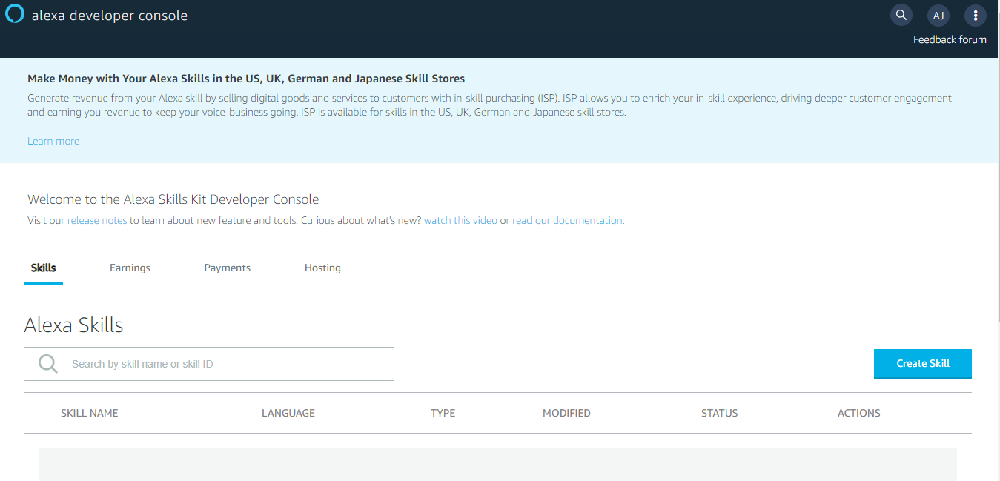 alexa developer console
AJ
Feedback forum
Make Money with Your Alexa Skills in the US, UK, German and Japanese Skill Stores
Generate revenue from your Alexa skill by selling digital goods and services to customers with in-skill purchasing (ISP). ISP allows you to enrich your in-skill experience, driving deeper customer engagement
and earning you revenue to keep your voice-business going. ISP is available for skills in the US, UK, German and Japanese skill stores.
Learn more
Welcome to the Alexa Skills Kit Developer Console
Visit our release notes to learn about new feature and tools. Curious about what's new? watch this video or read our documentation.
Skills Earnings Payments Hosting
Alexa Skills
Search by skill name or skill ID
Create Skill
SKILL NAME LANGUAGE TYPE MODIFIED STATUS ACTIONS